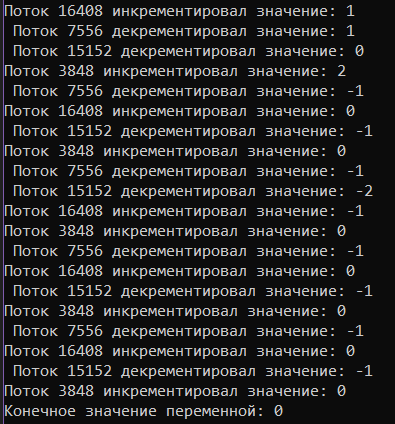 Поток 16408 инкрементировал значение: 1
Поток 7556 декрементировал значение: 1
Поток 15152 декрементировал значение: 0
Поток 3848 инкрементировал значение: 2
Поток 7556 декрементировал значение: -1
Поток 16408 инкрементировал значение: 0
Поток 15152 декрементировал значение: -1
Поток 3848 инкрементировал значение: 0
Поток 7556 декрементировал значение: -1
Поток 15152 декрементировал значение: -2
Поток 16408 инкрементировал значение: -1
Поток 3848 инкрементировал значение: 0
Поток 7556 декрементировал значение: -1
Поток 16408 инкрементировал значение: 0
Поток 15152 декрементировал значение: -1
Поток 3848 инкрементировал значение: 0
Поток 7556 декрементировал значение: -1
Поток 16408 инкрементировал значение: 0
Поток 15152 декрементировал значение: -1
Поток 3848 инкрементировал значение: 0
Конечное значение переменной: 0